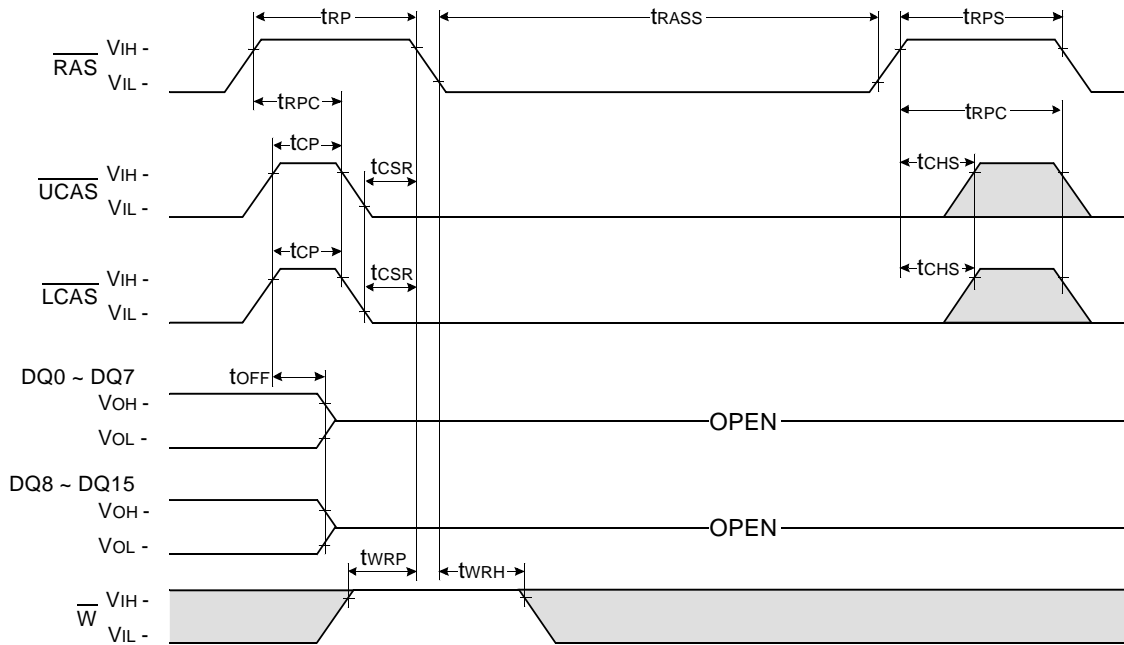 tRP
tRASS
tRPS
RAS
VIH -
VIL -
tRPC
tRPC
tCP
tCSR
tCHS
UCAS
VIH -
VIL -
tCP
tCSR
tCHS
LCAS
VIH -
VIL -
DQ0 ~ DQ7
tOFF
VOH -
VOL -
OPEN
DQ8 ~ DQ15
VOH -
VOL -
OPEN
tWRP
tWRH
W
VIH -
VIL -